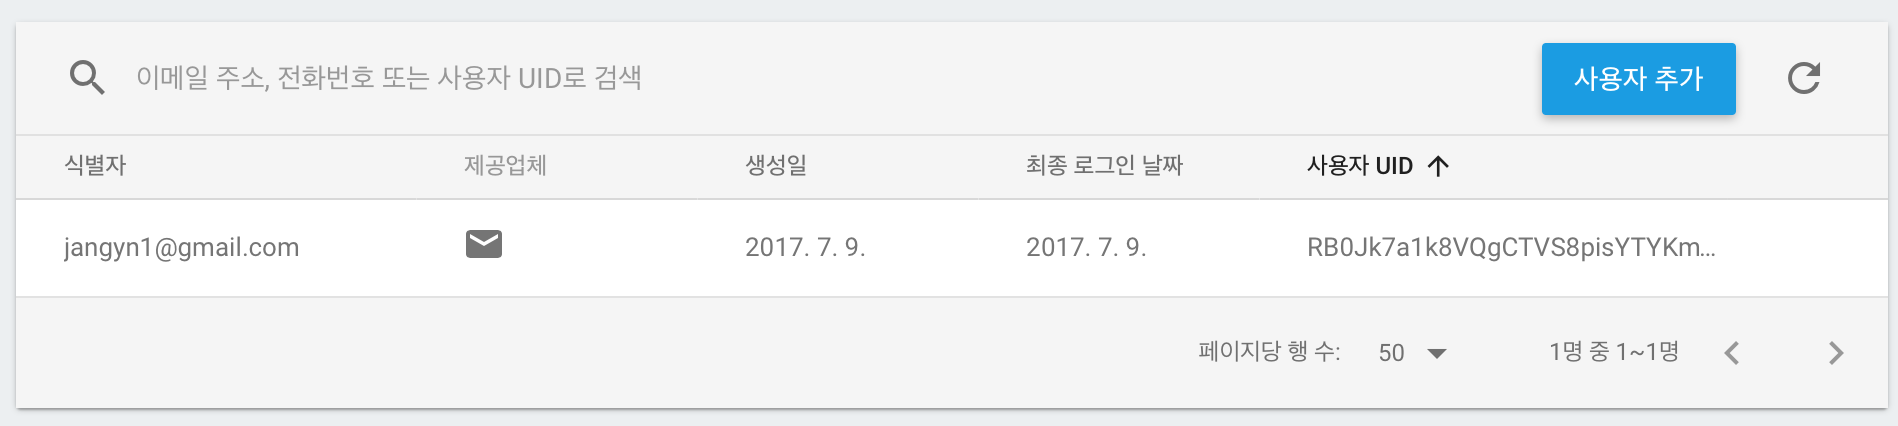 이메일 주소, 전화번호 또는 사용자 UID로 검색 사용자 추가
식별자 제공업체 생성일 최종 로그인 날짜 사용자 UID
jangyn1@gmail.com 2017. 7. 9. 2017. 7. 9. RB0Jk7a1k8VQgCTVS8pisYTYKm...
페이지당 행 수: 50 1명 중 1~1명